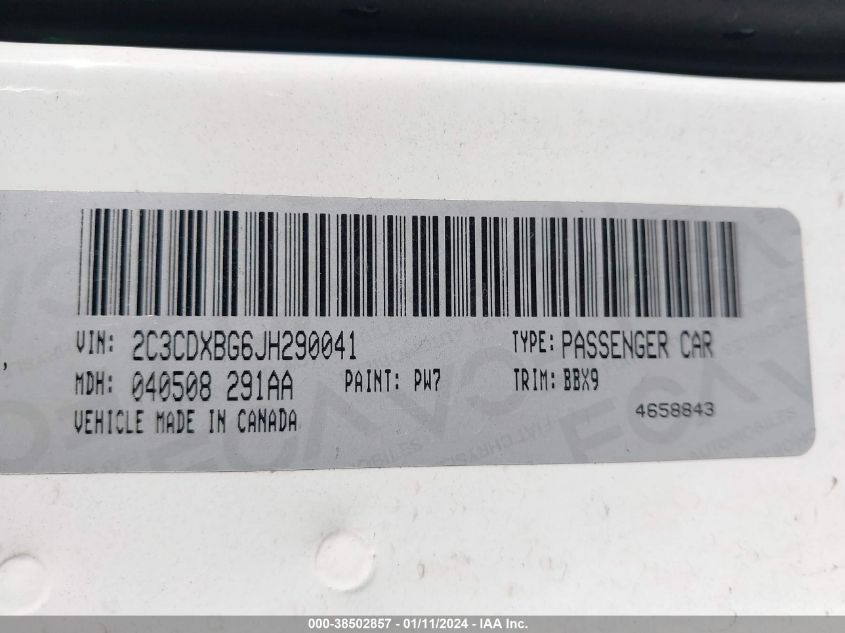 VIN: 2C3CDXBG6JH290041 TYPE: PASSENGER CAR
MDH: 040508 291AA PAINT: PW7 TRIM: BBX9
VEHICLE MADE IN CANADA 4658843
000-38502857 - 01/11/2024 - IAA Inc.